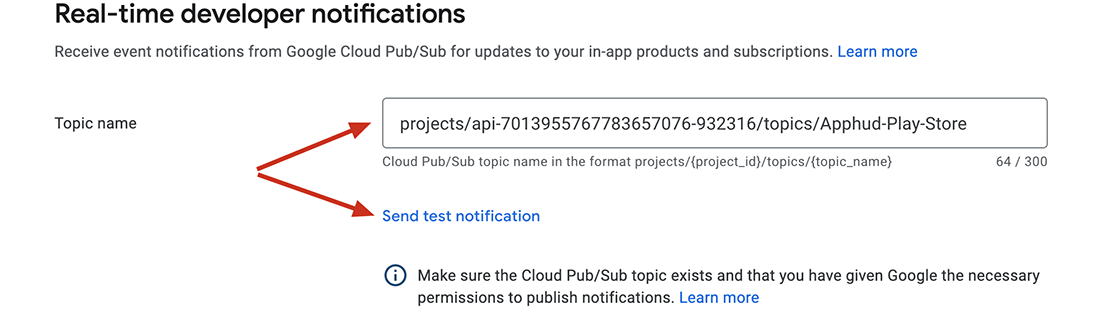 Real-time developer notifications
Receive event notifications from Google Cloud Pub/Sub for updates to your in-app products and subscriptions. Learn more
Topic name
projects/api-7013955767783657076-932316/topics/Apphud-Play-Store
Cloud Pub/Sub topic name in the format projects/{project_id}/topics/{topic_name}
64 / 300
Send test notification
Make sure the Cloud Pub/Sub topic exists and that you have given Google the necessary
permissions to publish notifications. Learn more